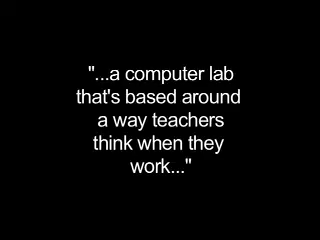 "...a computer lab
that's based around
a way teachers
think when they
work..."